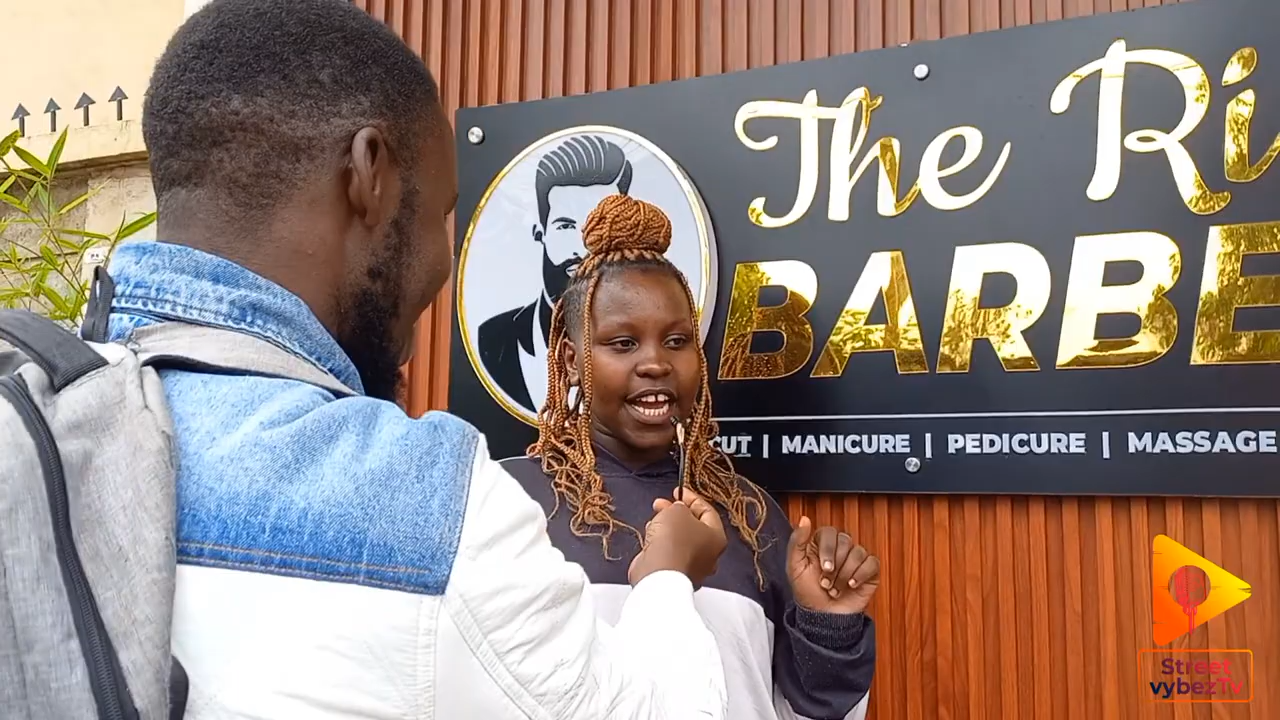 The Ri
BARBE
CUT | MANICURE | PEDICURE | MASSAGE
Street
vybezTv